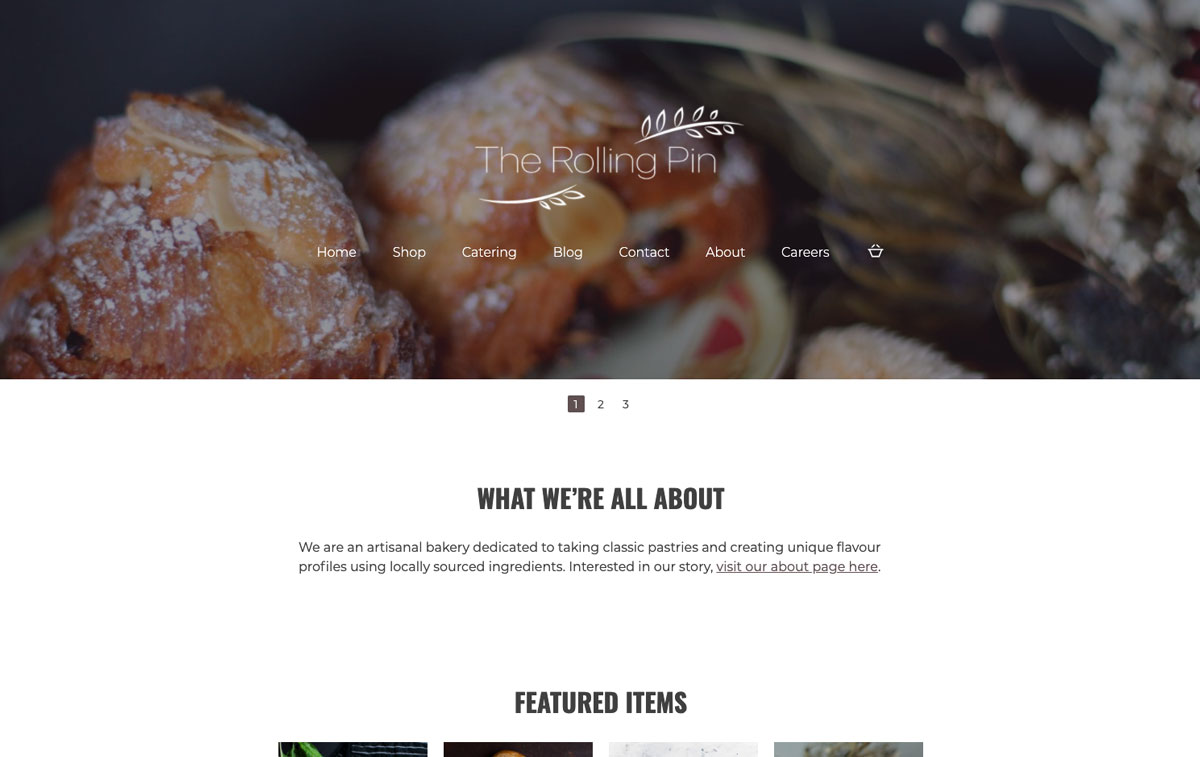 The Rolling Pin
Home Shop Catering Blog Contact About Careers
1 2 3
WHAT WE’RE ALL ABOUT
We are an artisanal bakery dedicated to taking classic pastries and creating unique flavour
profiles using locally sourced ingredients. Interested in our story, visit our about page here.
FEATURED ITEMS